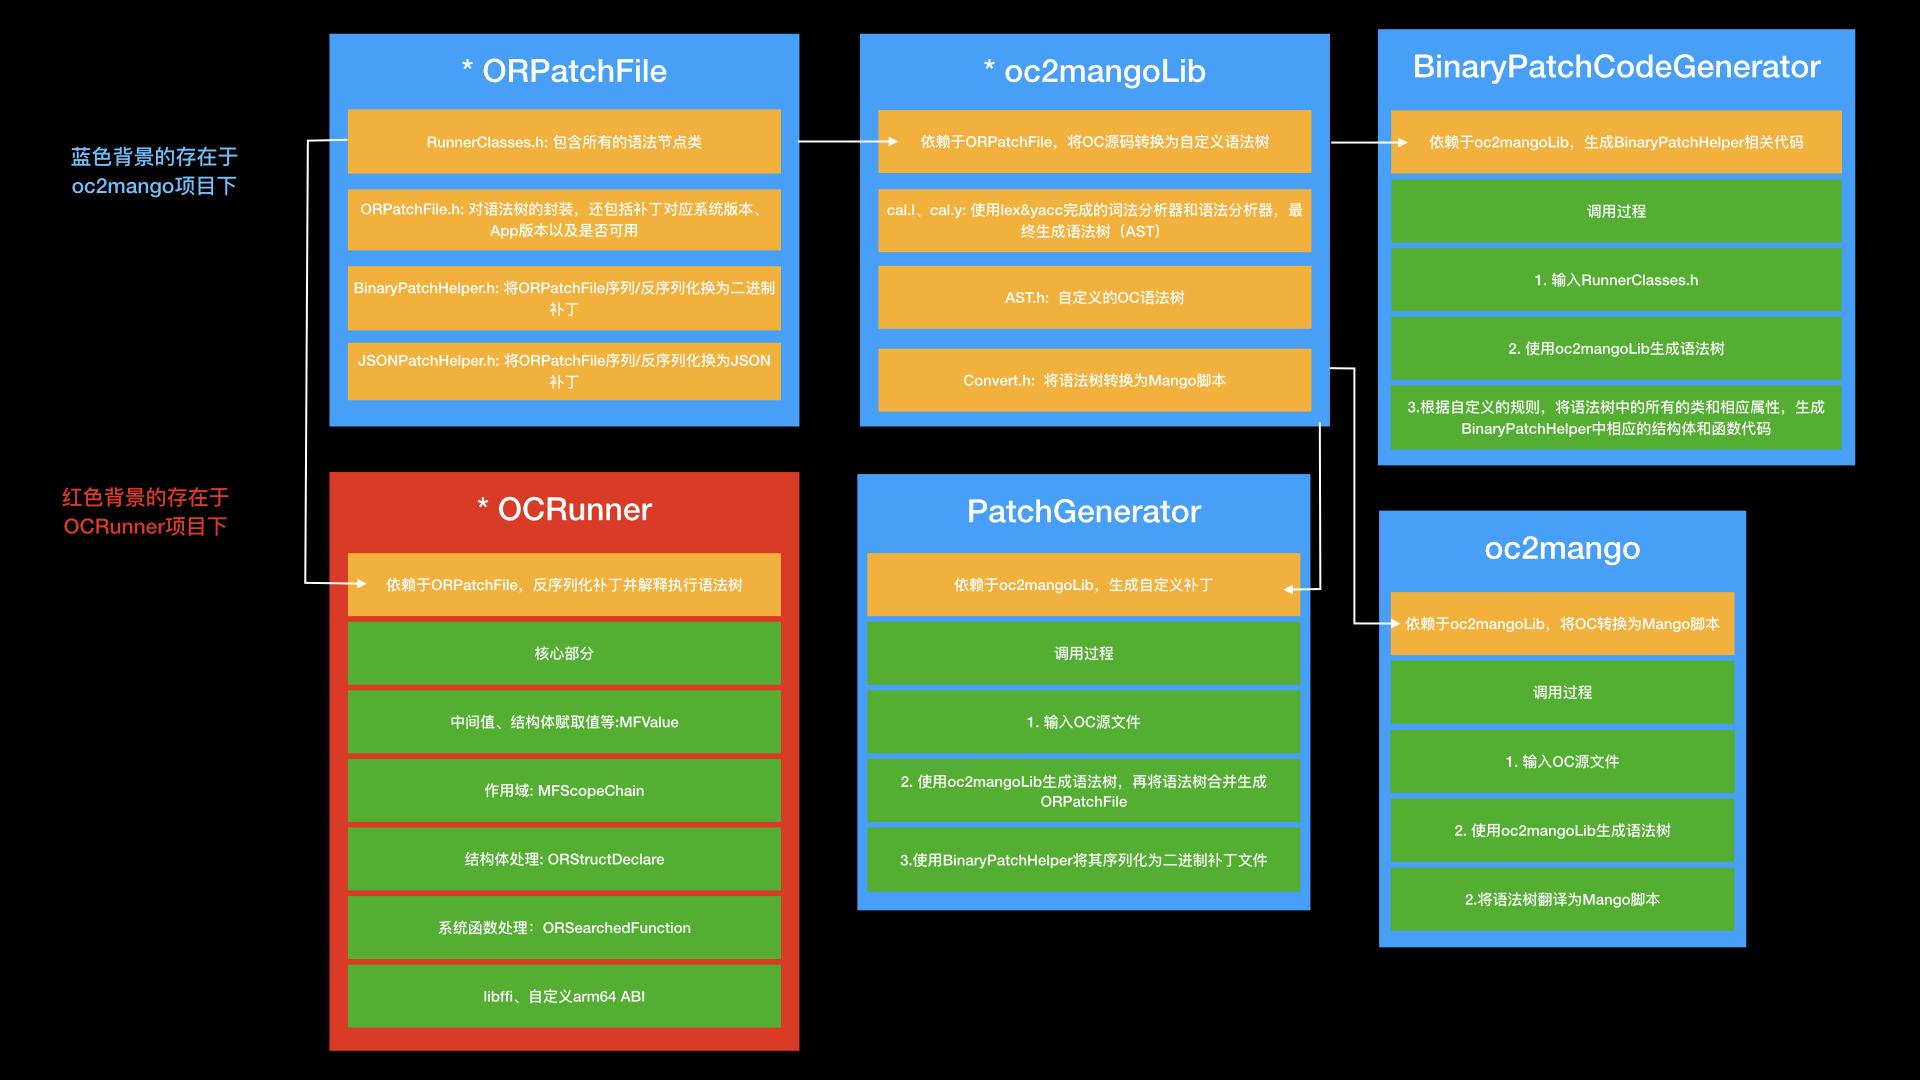 蓝色背景的存在于
oc2mango项目下
红色背景的存在于
OCRunner项目下
* ORPatchFile
RunnerClasses.h: 包含所有的语法节点类
ORPatchFile.h: 对语法树的封装，还包括补丁对应系统版本、
App版本以及是否可用
BinaryPatchHelper.h: 将ORPatchFile序列/反序列化换为二进制
补丁
JSONPatchHelper.h: 将ORPatchFile序列/反序列化换为JSON
补丁
* oc2mangoLib
依赖于ORPatchFile，将OC源码转换为自定义语法树
cal.l、cal.y: 使用lex&yacc完成的词法分析器和语法分析器，最
终生成语法树（AST）
AST.h: 自定义的OC语法树
Convert.h: 将语法树转换为Mango脚本
BinaryPatchCodeGenerator
依赖于oc2mangoLib，生成BinaryPatchHelper相关代码
调用过程
1. 输入RunnerClasses.h
2. 使用oc2mangoLib生成语法树
3.根据自定义的规则，将语法树中的所有的类和相应属性，生成
BinaryPatchHelper中相应的结构体和函数代码
* OCRunner
依赖于ORPatchFile，反序列化补丁并解释执行语法树
核心部分
中间值、结构体赋取值等:MFValue
作用域: MFScopeChain
结构体处理: ORStructDeclare
系统函数处理：ORSearchedFunction
libffi、自定义arm64 ABI
PatchGenerator
依赖于oc2mangoLib，生成自定义补丁
调用过程
1. 输入OC源文件
2. 使用oc2mangoLib生成语法树，再将语法树合并生成
ORPatchFile
3.使用BinaryPatchHelper将其序列化为二进制补丁文件
oc2mango
依赖于oc2mangoLib，将OC转换为Mango脚本
调用过程
1. 输入OC源文件
2. 使用oc2mangoLib生成语法树
2.将语法树翻译为Mango脚本